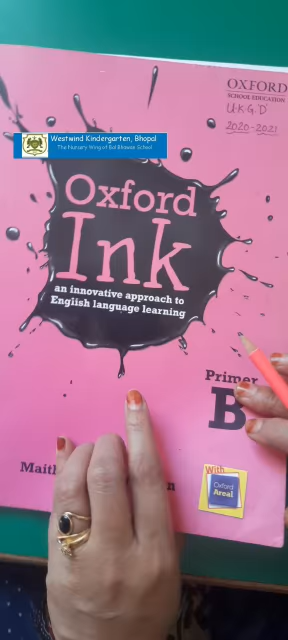 OXFORD
SCHOOL EDUCATION
U.K.G 'D'
2020-2021
Westwind Kindergarten, Bhopal
The Nursery Wing of Bal Bhawan School
Oxford
Ink
an innovative approach to
English language learning
Primer
B
With
Oxford
Areal